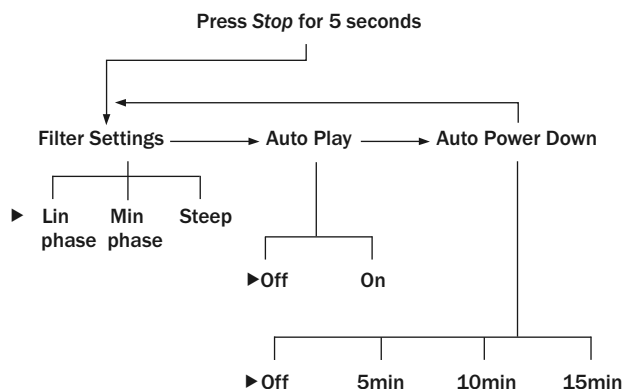 Press Stop for 5 seconds
Filter Settings
Auto Play
Auto Power Down
Lin phase
Min phase
Steep
Off
On
Off
5min
10min
15min